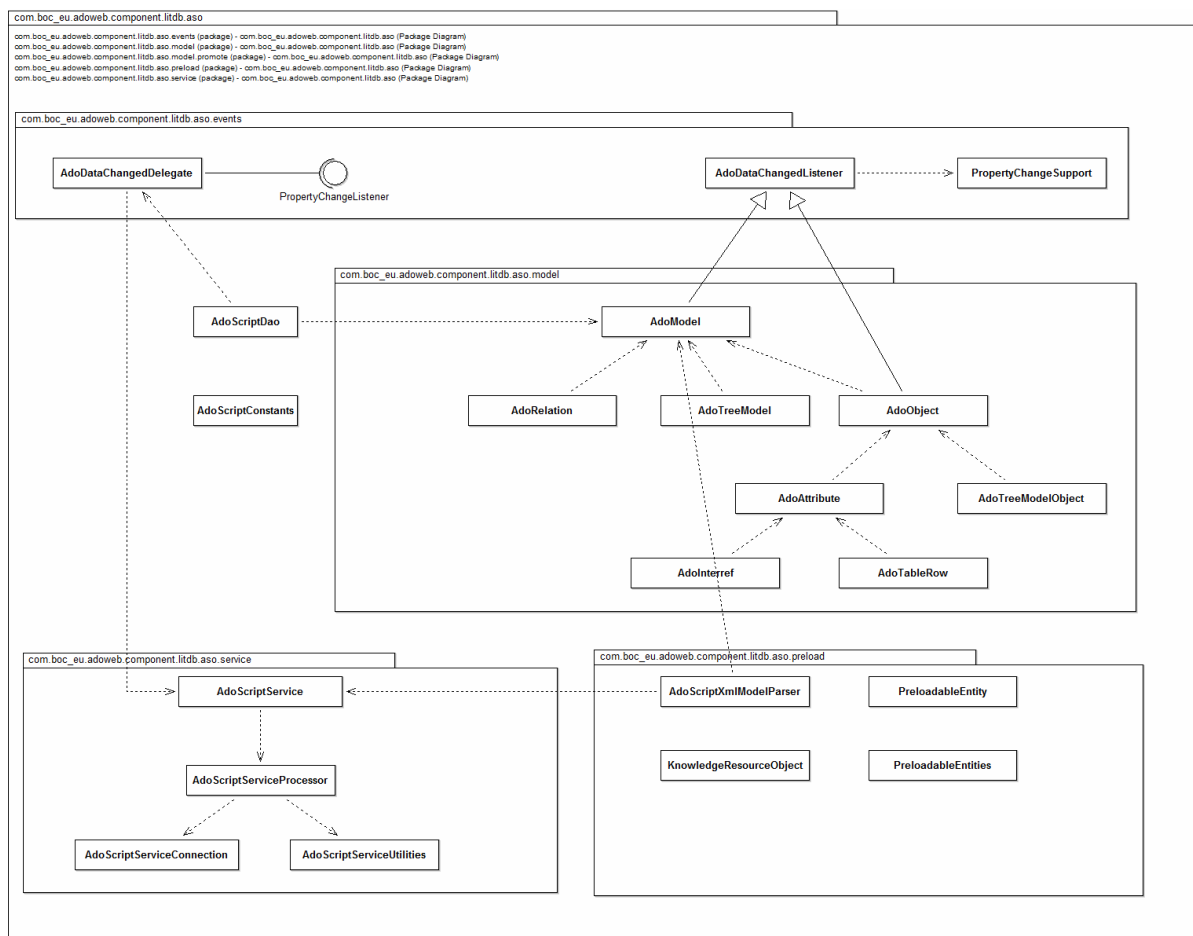 com.boc_eu.adoweb.component.litdb.aso
com.boc_eu.adoweb.component.litdb.aso.events (package) - com.boc_eu.adoweb.component.litdb.aso (Package Diagram)
com.boc_eu.adoweb.component.litdb.aso.model (package) - com.boc_eu.adoweb.component.litdb.aso (Package Diagram)
com.boc_eu.adoweb.component.litdb.aso.model.promote (package) - com.boc_eu.adoweb.component.litdb.aso (Package Diagram)
com.boc_eu.adoweb.component.litdb.aso.preload (package) - com.boc_eu.adoweb.component.litdb.aso (Package Diagram)
com.boc_eu.adoweb.component.litdb.aso.service (package) - com.boc_eu.adoweb.component.litdb.aso (Package Diagram)
com.boc_eu.adoweb.component.litdb.aso.events
AdoDataChangedDelegate
PropertyChangeListener
AdoDataChangedListener
PropertyChangeSupport
com.boc_eu.adoweb.component.litdb.aso.model
AdoScriptDao
AdoModel
AdoScriptConstants
AdoRelation
AdoTreeModel
AdoObject
AdoAttribute
AdoTreeModelObject
AdoInterref
AdoTableRow
com.boc_eu.adoweb.component.litdb.aso.service
com.boc_eu.adoweb.component.litdb.aso.preload
AdoScriptService
AdoScriptXmlModelParser
PreloadableEntity
AdoScriptServiceProcessor
KnowledgeResourceObject
PreloadableEntities
AdoScriptServiceConnection
AdoScriptServiceUtilities